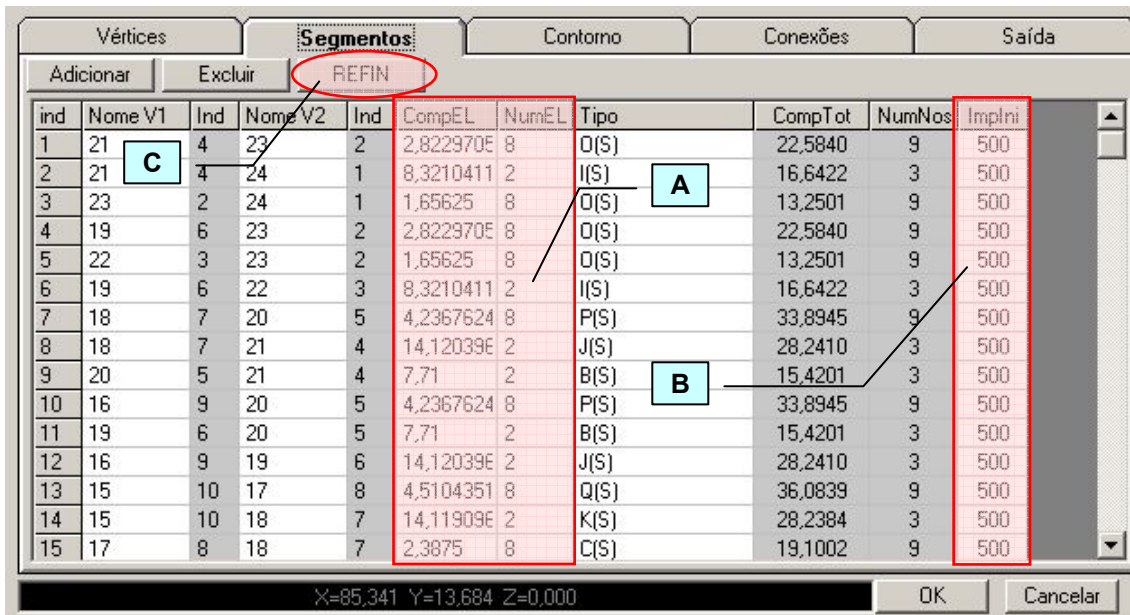 Vértices Segmentos Contorno Conexões Saída
Adicionar Excluir REFIN
ind Nome V1 Ind Nome V2 Ind CompEL NumEL Tipo CompTot NumNos ImpIni
1 21 4 23 2 2,8229705 8 O(S) 22,5840 9 500
2 21 4 24 1 8,3210411 2 I(S) 16,6422 3 500
3 23 2 24 1 1,65625 8 O(S) 13,2501 9 500
4 19 6 23 2 2,8229705 8 O(S) 22,5840 9 500
5 22 3 23 2 1,65625 8 O(S) 13,2501 9 500
6 19 6 22 3 8,3210411 2 I(S) 16,6422 3 500
7 18 7 20 5 4,2367624 8 P(S) 33,8945 9 500
8 18 7 21 4 14,120396 2 J(S) 28,2410 3 500
9 20 5 21 4 7,71 2 B(S) 15,4201 3 500
10 16 9 20 5 4,2367624 8 P(S) 33,8945 9 500
11 19 6 20 5 7,71 2 B(S) 15,4201 3 500
12 16 9 19 6 14,120396 2 J(S) 28,2410 3 500
13 15 10 17 8 4,5104351 8 Q(S) 36,0839 9 500
14 15 10 18 7 14,119096 2 K(S) 28,2384 3 500
15 17 8 18 7 2,3875 8 C(S) 19,1002 9 500
C
A
B
X=85,341 Y=13,684 Z=0,000 OK Cancelar